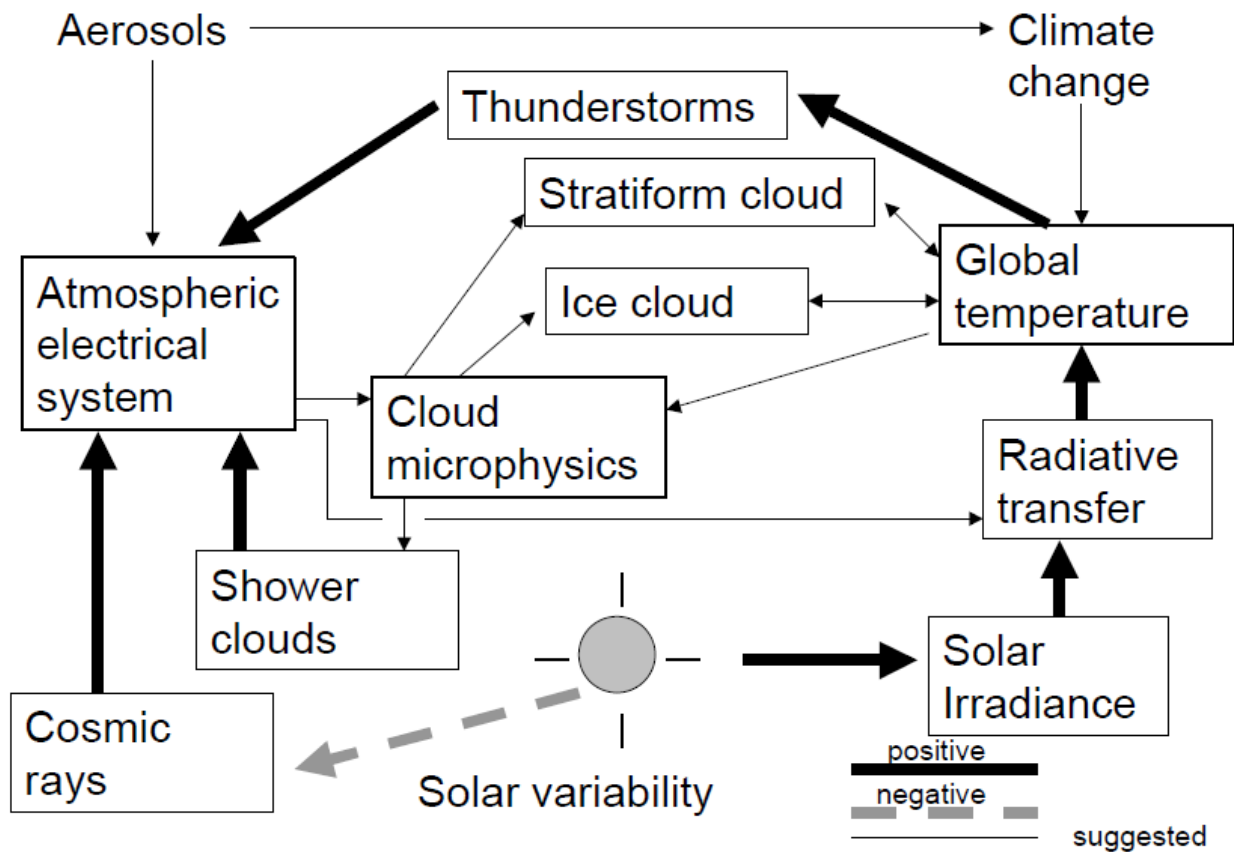 Aerosols
Climate
change
Thunderstorms
Stratiform cloud
Global
temperature
Atmospheric
electrical
system
Ice cloud
Cloud
microphysics
Radiative
transfer
Shower
clouds
Solar
Irradiance
Cosmic
rays
Solar variability
positive
negative
suggested